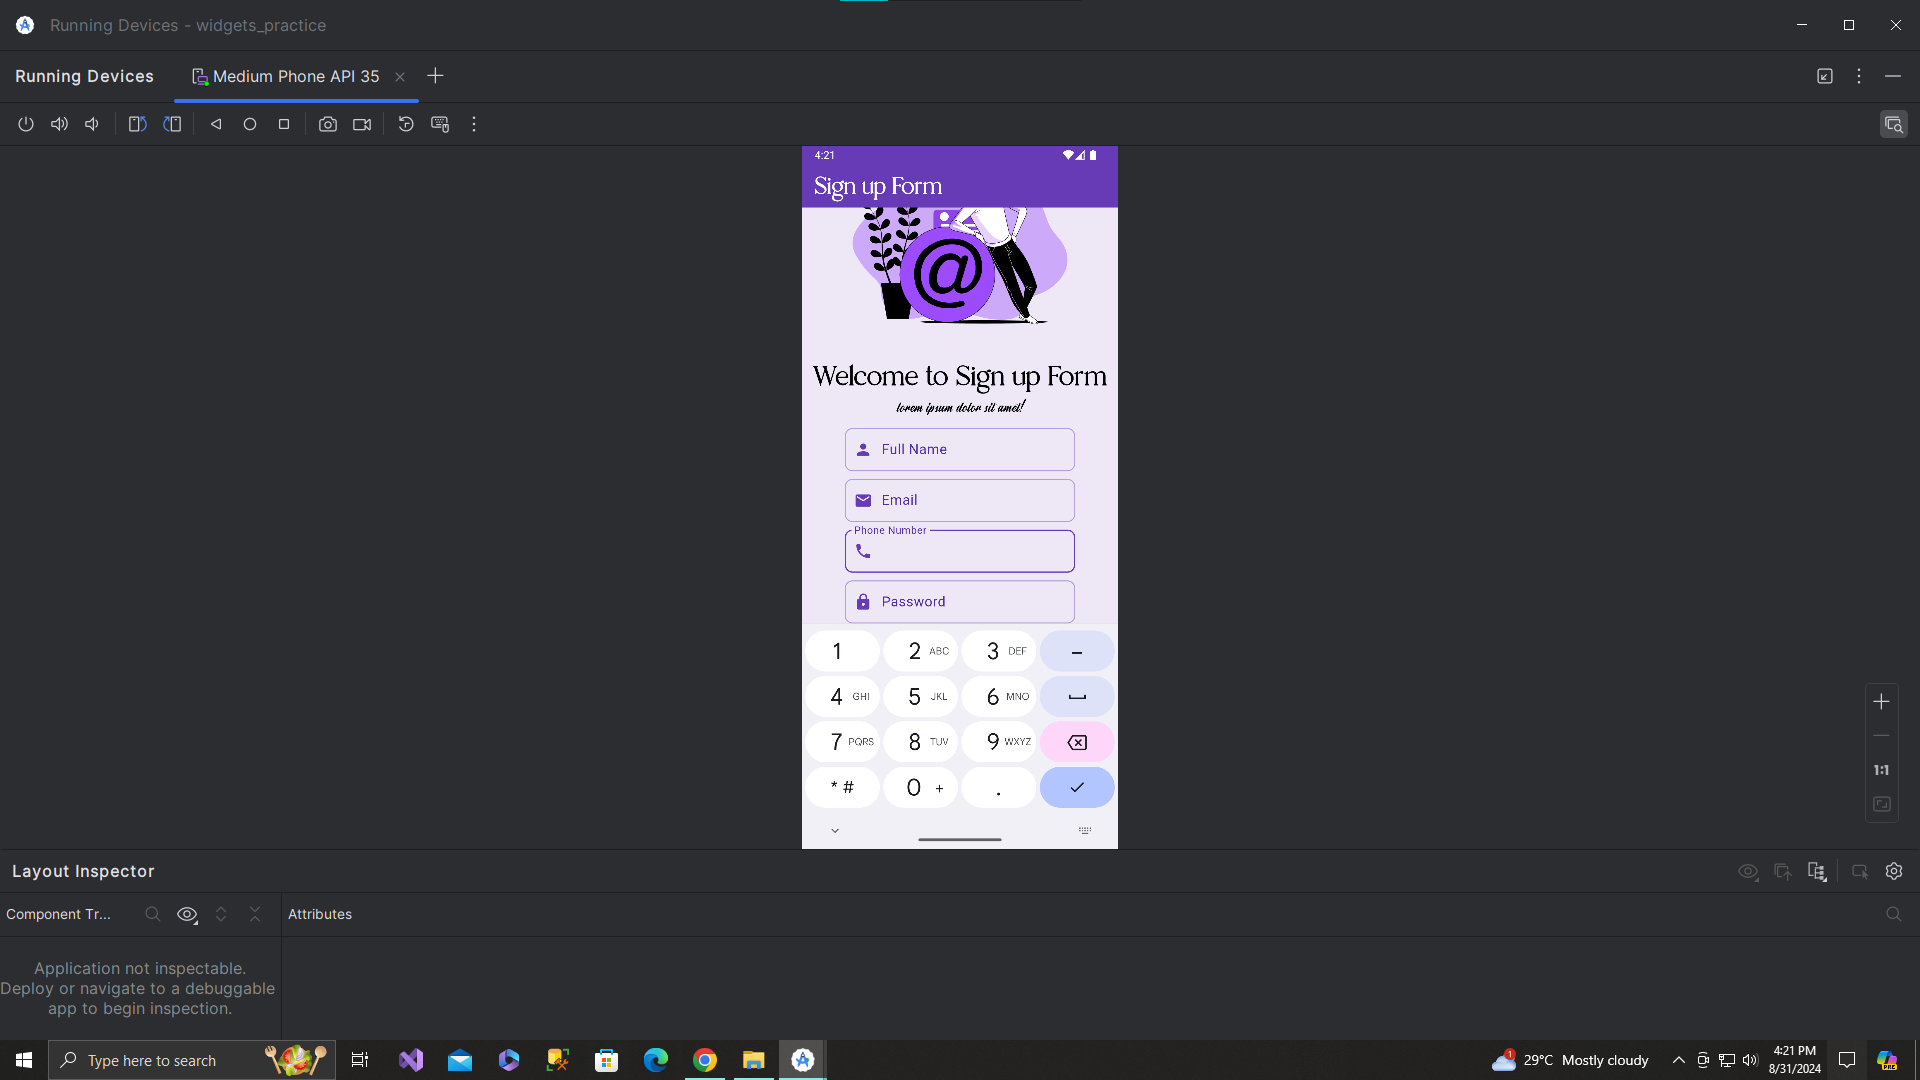 Running Devices - widgets_practice
Running Devices
Medium Phone API 35
4:21
Sign up Form
@
Welcome to Sign up Form
lorem ipsum dolor sit amet!
Full Name
Email
Phone Number
Password
1
2 ABC
3 DEF
–
4 GHI
5 JKL
6 MNO
7 PQRS
8 TUV
9 WXYZ
* #
0 +
.
1:1
Layout Inspector
Component Tr...
Attributes
Application not inspectable.
Deploy or navigate to a debuggable
app to begin inspection.
Type here to search
1
29°C Mostly cloudy
4:21 PM
8/31/2024
PRE